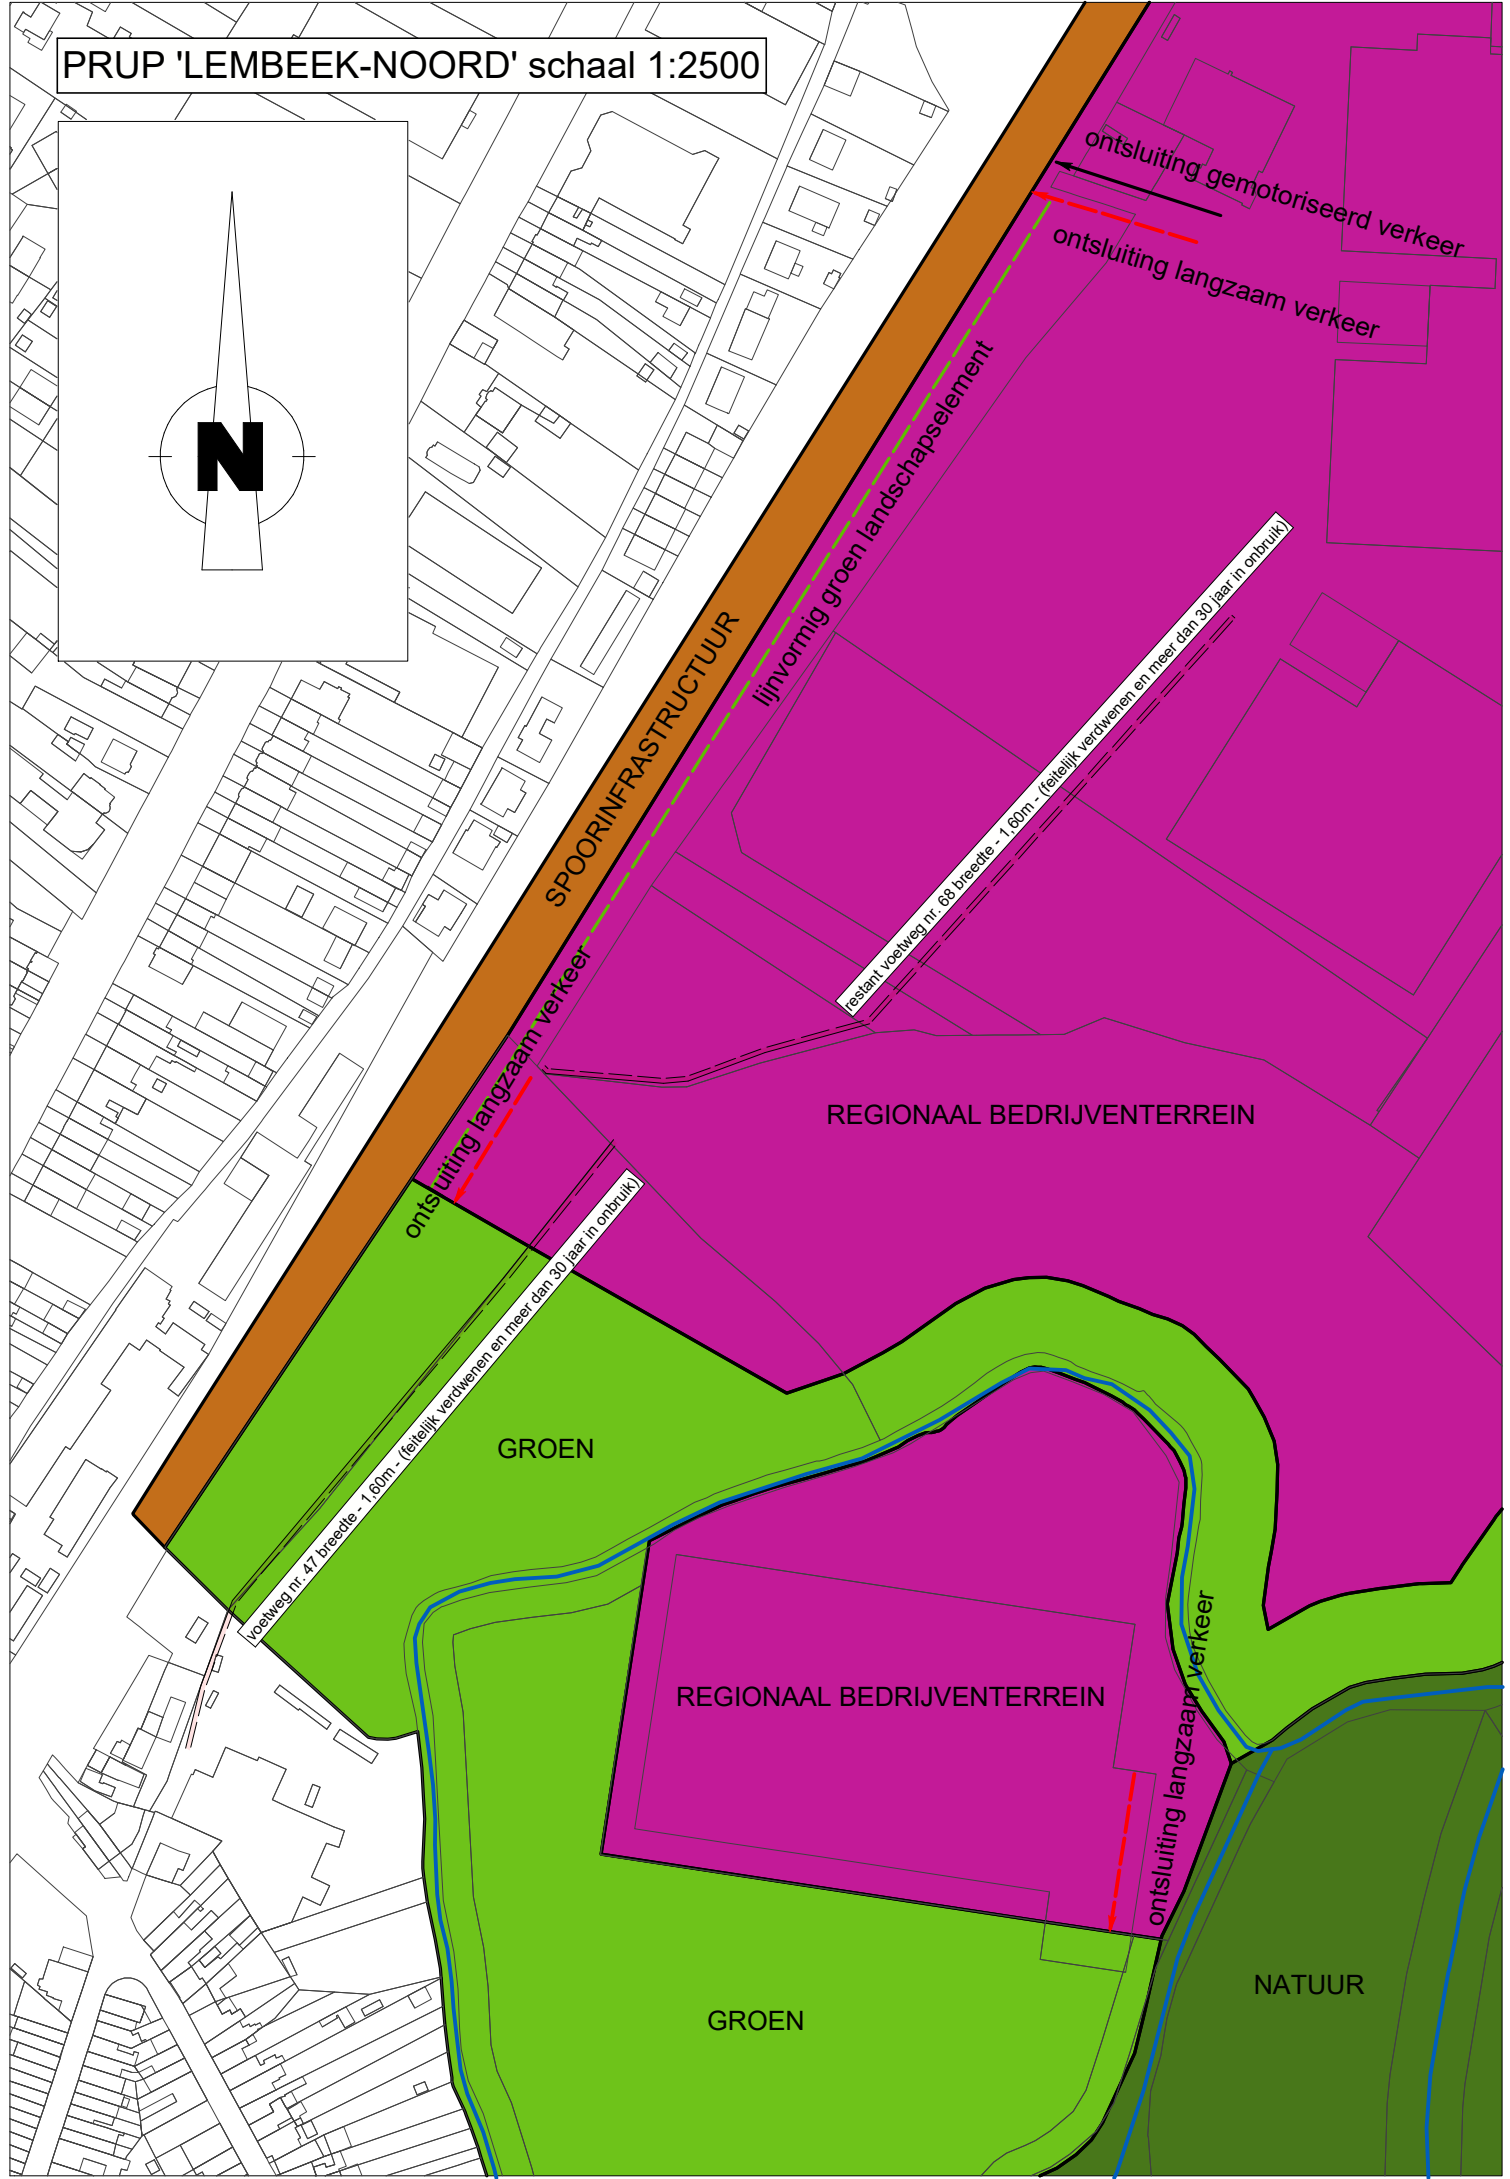 PRUP 'LEMBEEK-NOORD' schaal 1:2500
N
ontsluiting gemotoriseerd verkeer
ontsluiting langzaam verkeer
lijnvormig groen landschapselement
SPOORINFRASTRUCTUUR
restant voetweg nr. 68 breedte - 1,60m - (feitelijk verdwenen en meer dan 30 jaar in onbruik)
ontsluiting langzaam verkeer
REGIONAAL BEDRIJVENTERREIN
voetweg nr. 47 breedte - 1,60m - (feitelijk verdwenen en meer dan 30 jaar in onbruik)
GROEN
REGIONAAL BEDRIJVENTERREIN
ontsluiting langzaam verkeer
NATUUR
GROEN